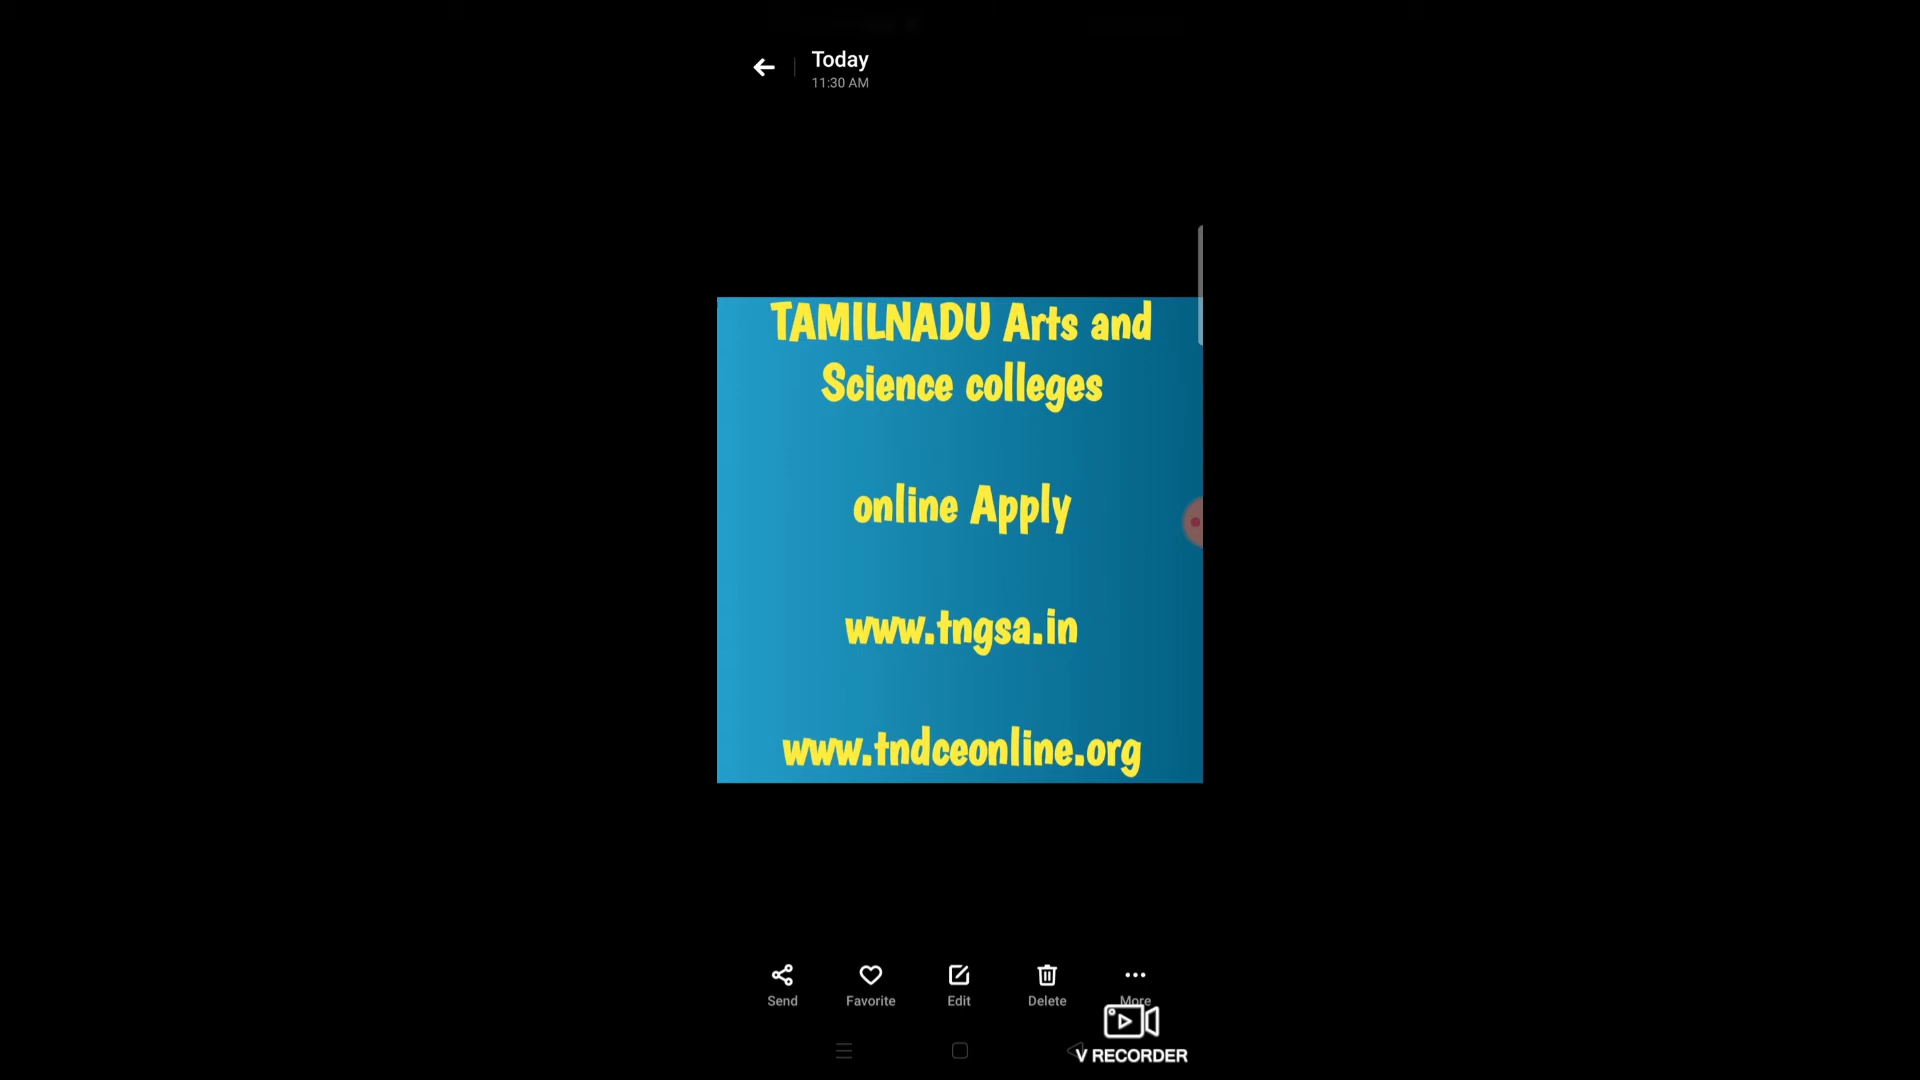 Today
11:30 AM
TAMILNADU Arts and
Science colleges
online Apply
www.tngsa.in
www.tndceonline.org
Send
Favorite
Edit
Delete
More
V RECORDER